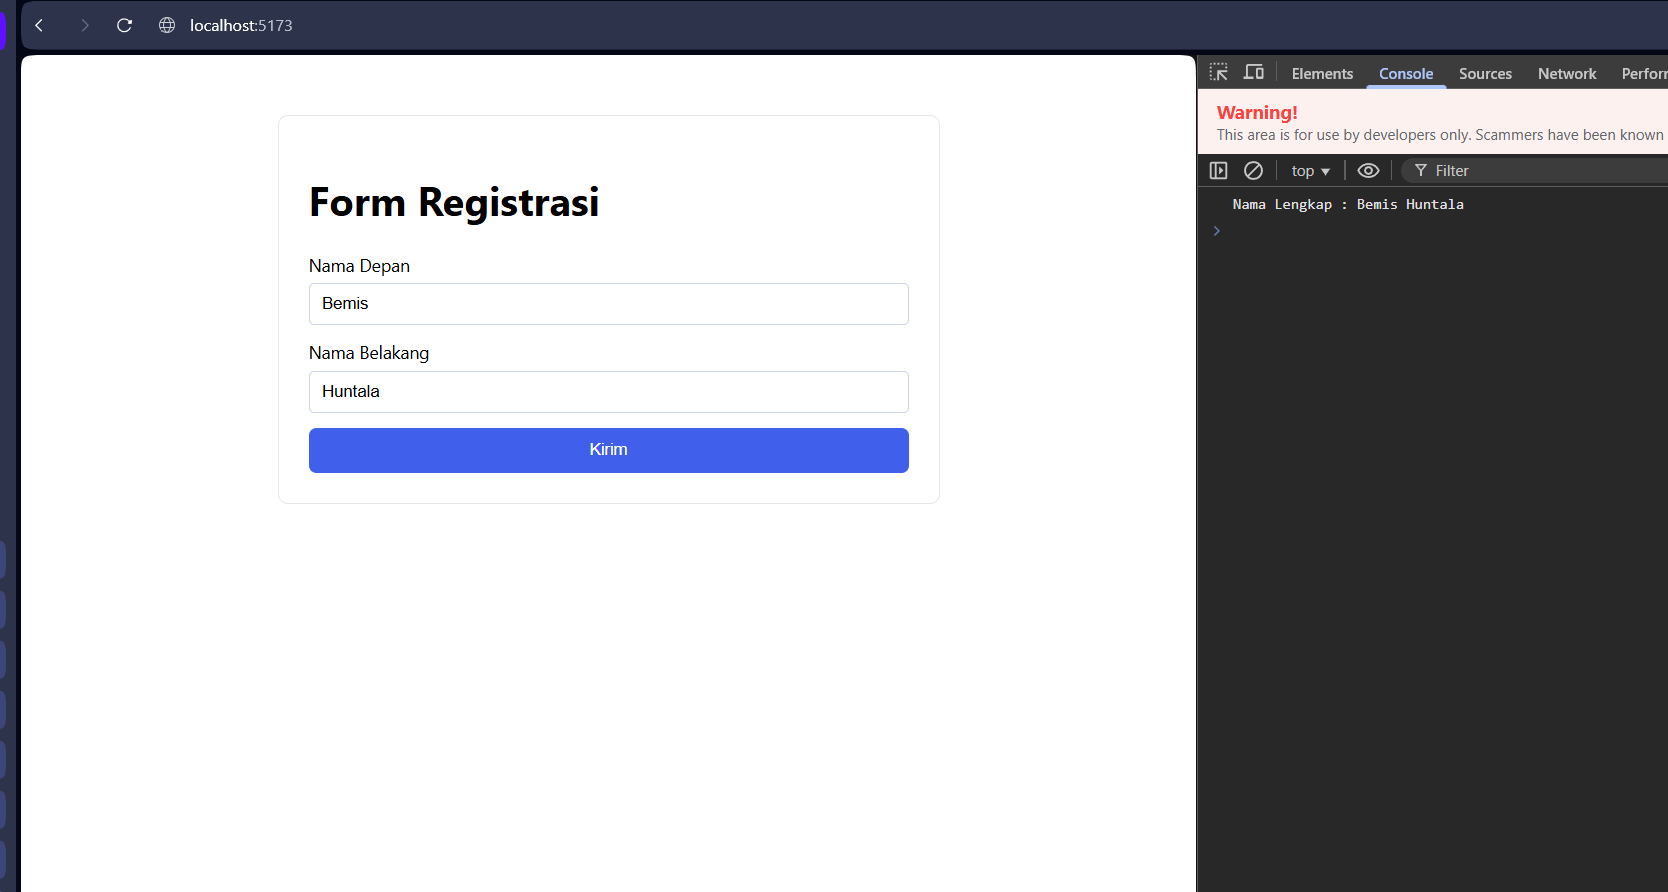 localhost:5173
Elements Console Sources Network Perfor
Warning!
This area is for use by developers only. Scammers have been known
top Filter
Nama Lengkap : Bemis Huntala
Form Registrasi
Nama Depan
Bemis
Nama Belakang
Huntala
Kirim